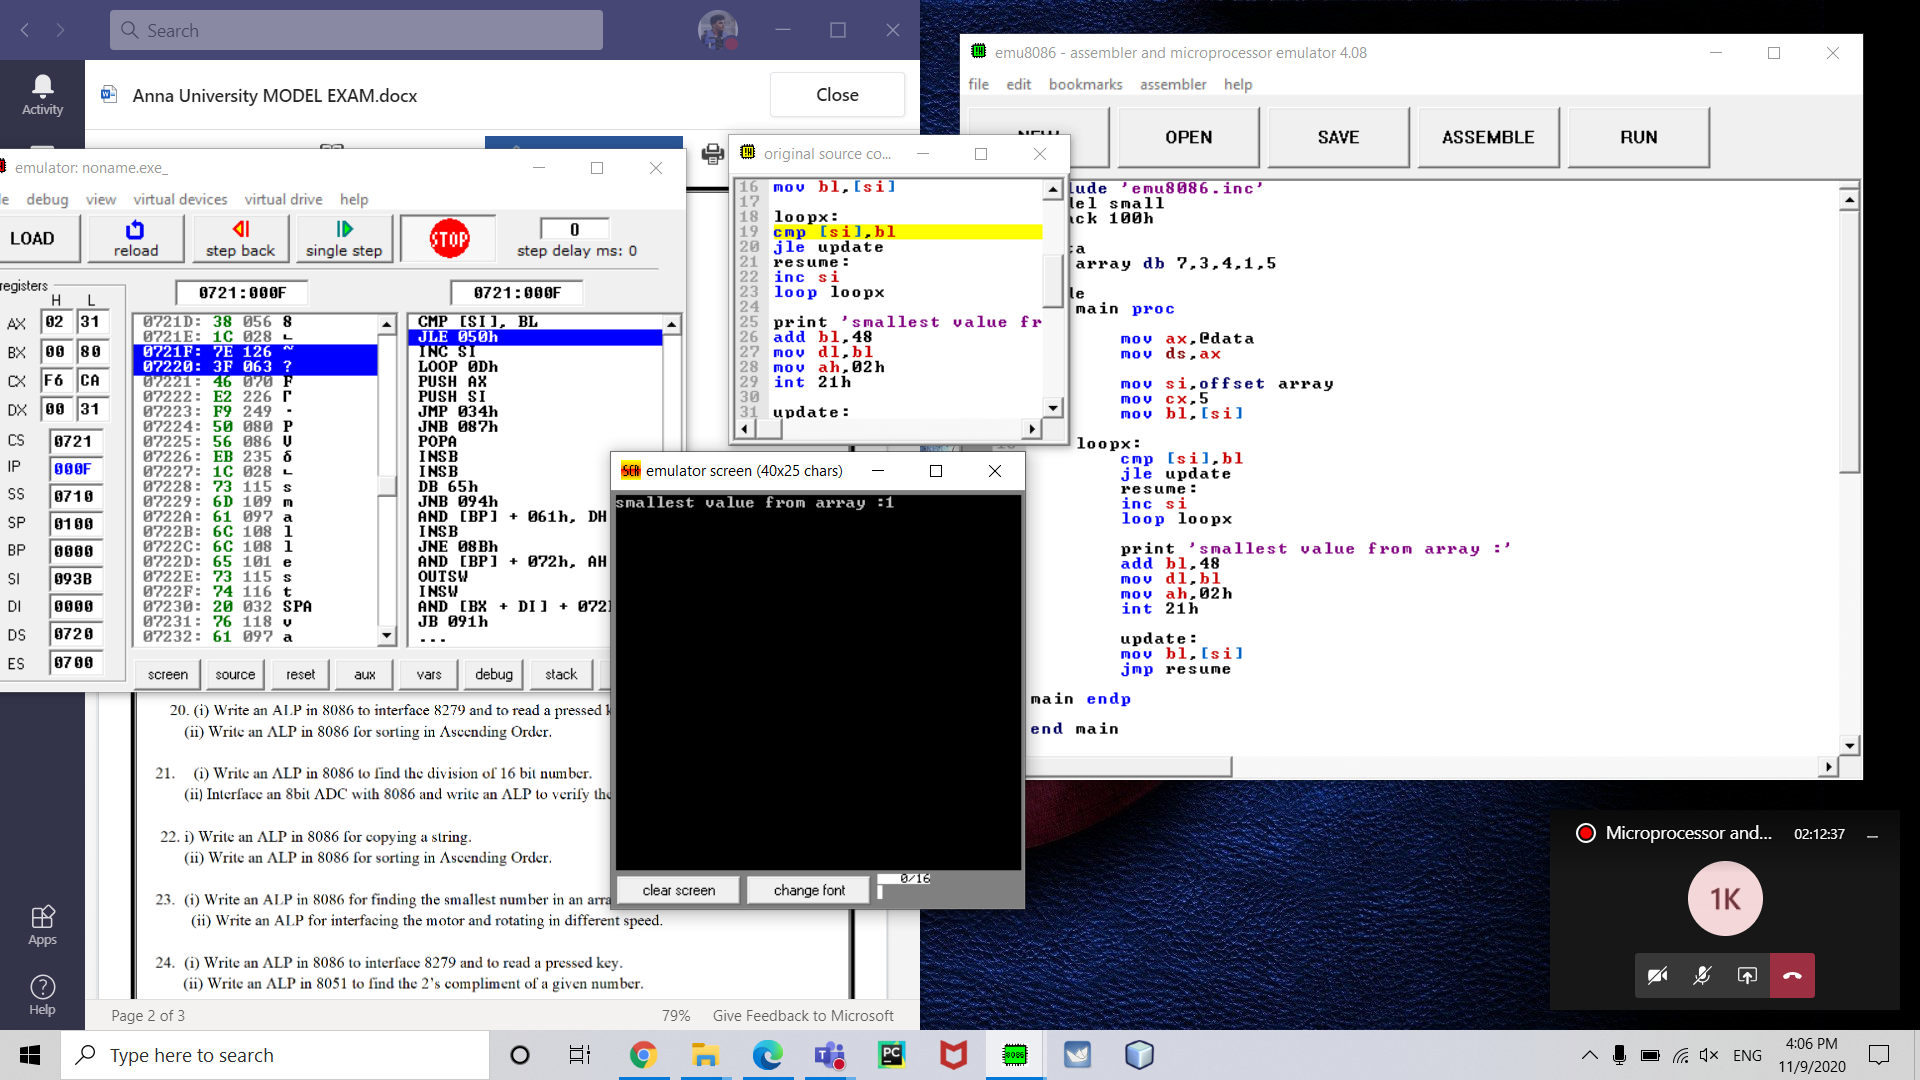 Search
Activity
Anna University MODEL EXAM.docx
Close
emulator: noname.exe_
debug view virtual devices virtual drive help
LOAD
reload
step back
single step
STOP
0
step delay ms: 0
registers
H L
AX 02 31
BX 00 80
CX F6 CA
DX 00 31
CS 0721
IP 000F
SS 0710
SP 0100
BP 0000
SI 093B
DI 0000
DS 0720
ES 0700
0721:000F
0721:000F
0721D: 38 056 8
0721E: 1C 028 ∟
0721F: 7E 126 ~
07220: 3F 063 ?
07221: 46 070 F
07222: E2 226 Γ
07223: F9 249 ·
07224: 50 080 P
07225: 56 086 V
07226: EB 235 δ
07227: 1C 028 ∟
07228: 73 115 s
07229: 6D 109 m
0722A: 61 097 a
0722B: 6C 108 l
0722C: 6C 108 l
0722D: 65 101 e
0722E: 73 115 s
0722F: 74 116 t
07230: 20 032 SPA
07231: 76 118 v
07232: 61 097 a
CMP [SI], BL
JLE 050h
INC SI
LOOP 0Dh
PUSH AX
PUSH SI
JMP 034h
JNB 087h
POPA
INSB
INSB
DB 65h
JNB 094h
AND [BP] + 061h, DH
INSB
JNE 08Bh
AND [BP] + 072h, AH
OUTSW
INSW
AND [BX + DI] + 072
JB 091h
...
screen source reset aux vars debug stack
original source co...
16 mov bl,[si]
17
18 loopx:
19 cmp [si],bl
20 jle update
21 resume:
22 inc si
23 loop loopx
24
25 print 'smallest value fr
26 add bl,48
27 mov dl,bl
28 mov ah,02h
29 int 21h
30
31 update:
emulator screen (40x25 chars)
smallest value from array :1
clear screen
change font
0/16
emu8086 - assembler and microprocessor emulator 4.08
file edit bookmarks assembler help
NEW
OPEN
SAVE
ASSEMBLE
RUN
lude 'emu8086.inc'
del small
ck 100h
ta
array db 7,3,4,1,5
de
main proc
mov ax,@data
mov ds,ax
mov si,offset array
mov cx,5
mov bl,[si]
loopx:
cmp [si],bl
jle update
resume:
inc si
loop loopx
print 'smallest value from array :'
add bl,48
mov dl,bl
mov ah,02h
int 21h
update:
mov bl,[si]
jmp resume
main endp
end main
20. (i) Write an ALP in 8086 to interface 8279 and to read a pressed k
(ii) Write an ALP in 8086 for sorting in Ascending Order.
21. (i) Write an ALP in 8086 to find the division of 16 bit number.
(ii) Interface an 8bit ADC with 8086 and write an ALP to verify the
22. i) Write an ALP in 8086 for copying a string.
(ii) Write an ALP in 8086 for sorting in Ascending Order.
23. (i) Write an ALP in 8086 for finding the smallest number in an arra
(ii) Write an ALP for interfacing the motor and rotating in different speed.
24. (i) Write an ALP in 8086 to interface 8279 and to read a pressed key.
(ii) Write an ALP in 8051 to find the 2's compliment of a given number.
Apps
Help
Page 2 of 3
79%
Give Feedback to Microsoft
Microprocessor and...
02:12:37
1K
Type here to search
PC
8086
ENG
4:06 PM
11/9/2020